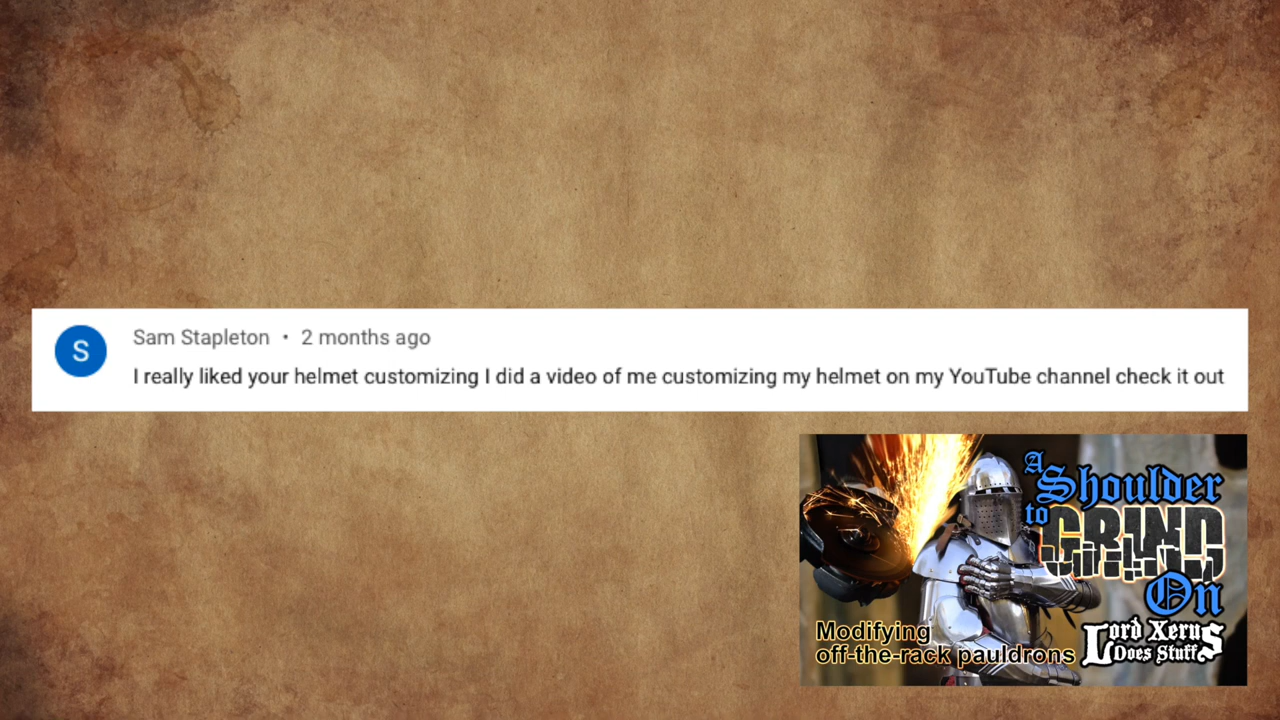 S
Sam Stapleton • 2 months ago
I really liked your helmet customizing I did a video of me customizing my helmet on my YouTube channel check it out
A
Shoulder
to GRIND
On
Modifying
off-the-rack pauldrons
Lord Xerus
Does Stuff